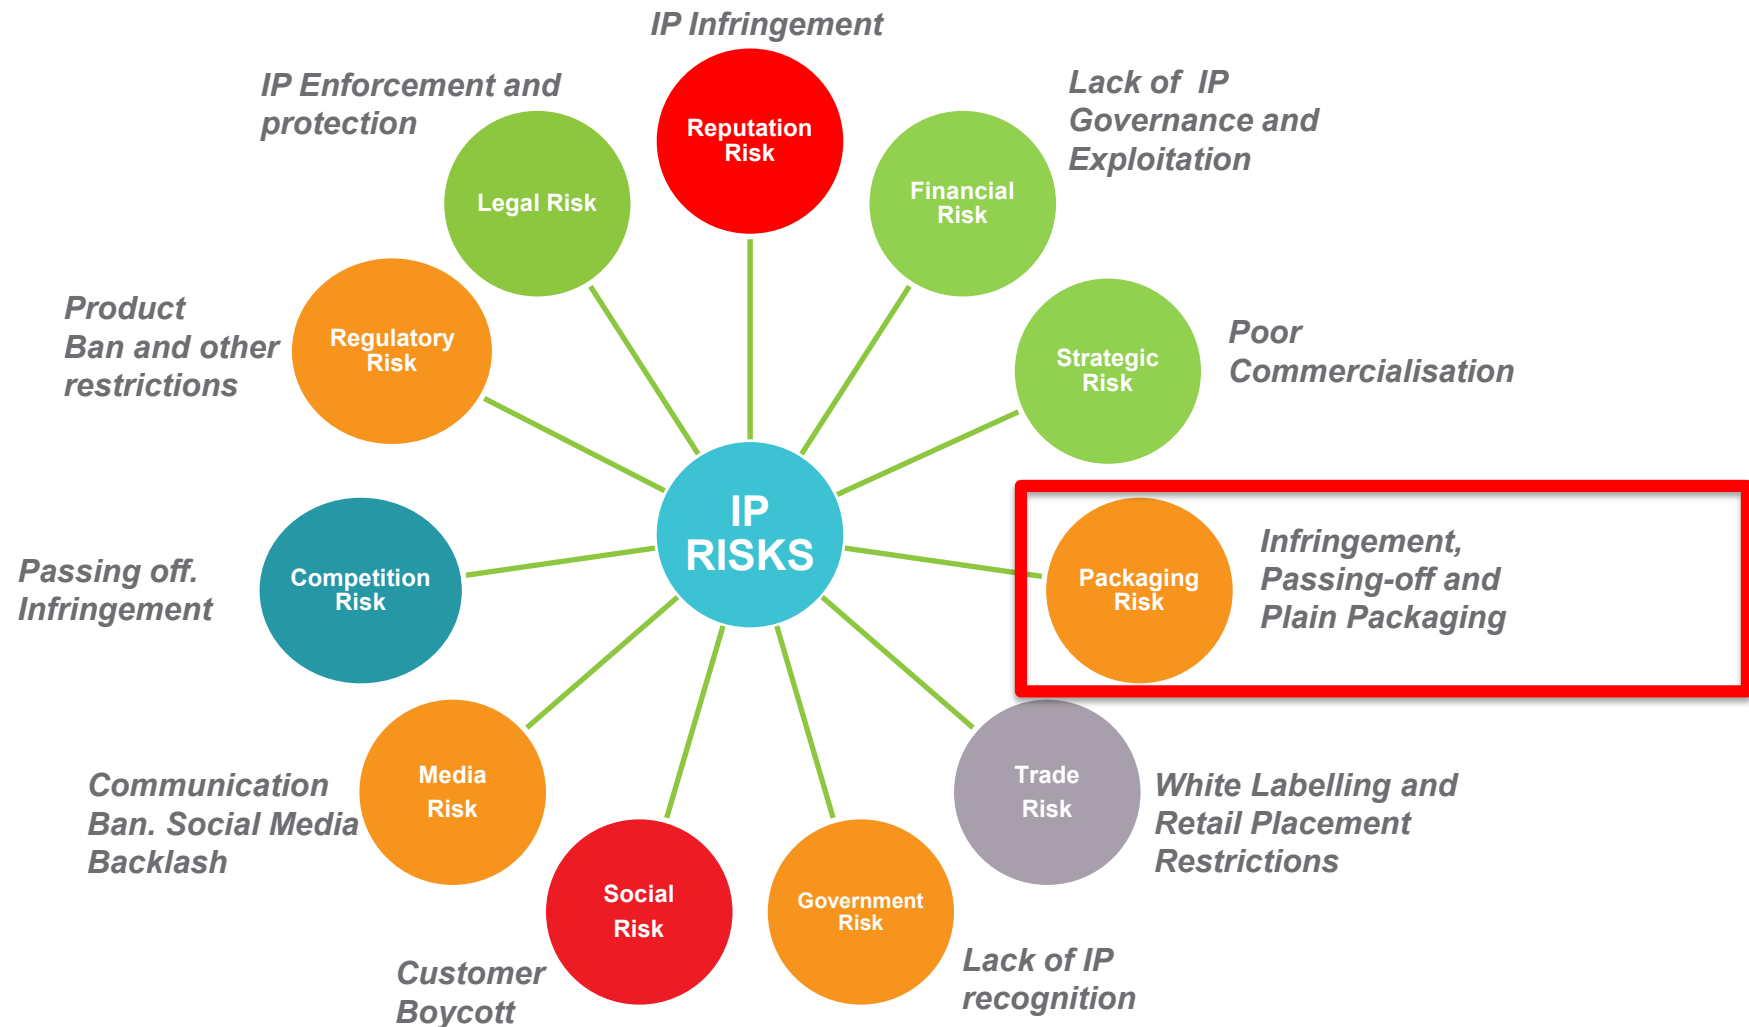 IP Infringement
Reputation
Risk
IP Enforcement and
protection
Legal Risk
Lack of IP
Governance and
Exploitation
Financial
Risk
Product
Ban and other
restrictions
Regulatory
Risk
Strategic
Risk
Poor
Commercialisation
IP
RISKS
Passing off.
Infringement
Competition
Risk
Packaging
Risk
Infringement,
Passing-off and
Plain Packaging
Communication
Ban. Social Media
Backlash
Media
Risk
Trade
Risk
White Labelling and
Retail Placement
Restrictions
Social
Risk
Customer
Boycott
Government
Risk
Lack of IP
recognition